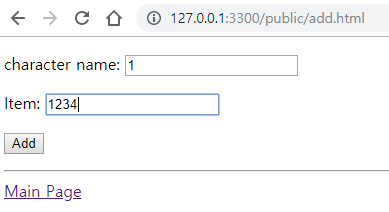 127.0.0.1:3300/public/add.html
character name: 1
Item: 1234
Add
Main Page